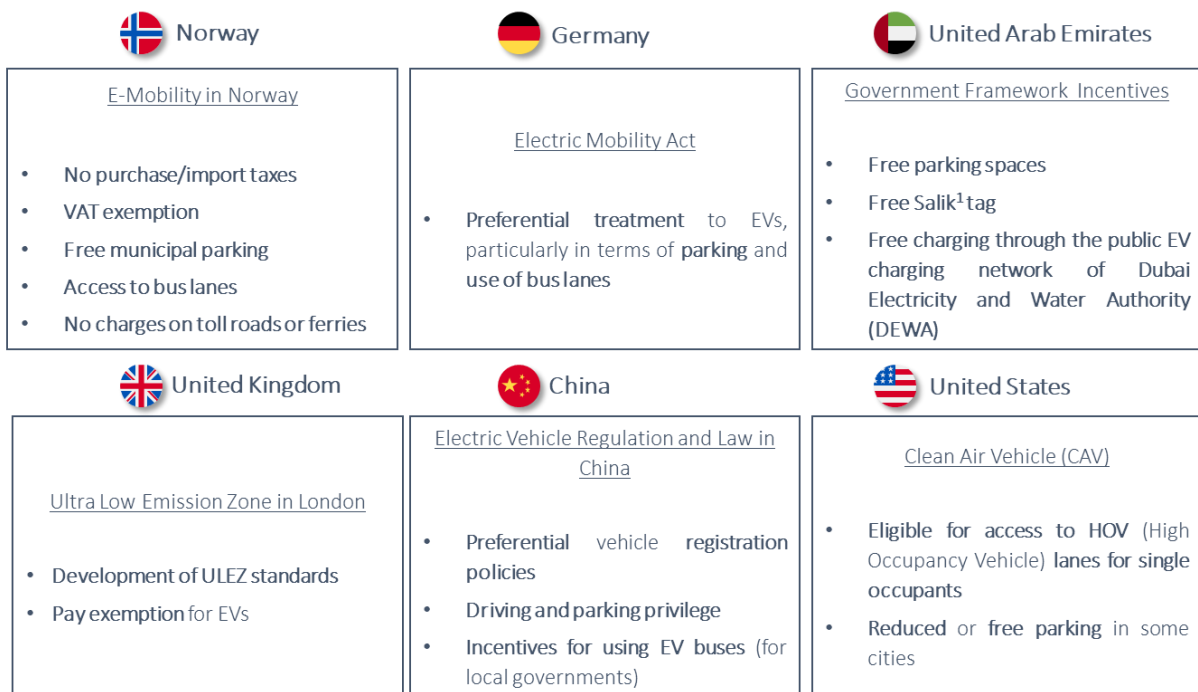 Norway
E-Mobility in Norway
• No purchase/import taxes
• VAT exemption
• Free municipal parking
• Access to bus lanes
• No charges on toll roads or ferries
Germany
Electric Mobility Act
• Preferential treatment to EVs,
particularly in terms of parking and
use of bus lanes
United Arab Emirates
Government Framework Incentives
• Free parking spaces
• Free Salik¹ tag
• Free charging through the public EV
charging network of Dubai
Electricity and Water Authority
(DEWA)
United Kingdom
Ultra Low Emission Zone in London
• Development of ULEZ standards
• Pay exemption for EVs
China
Electric Vehicle Regulation and Law in
China
• Preferential vehicle registration
policies
• Driving and parking privilege
• Incentives for using EV buses (for
local governments)
United States
Clean Air Vehicle (CAV)
• Eligible for access to HOV (High
Occupancy Vehicle) lanes for single
occupants
• Reduced or free parking in some
cities